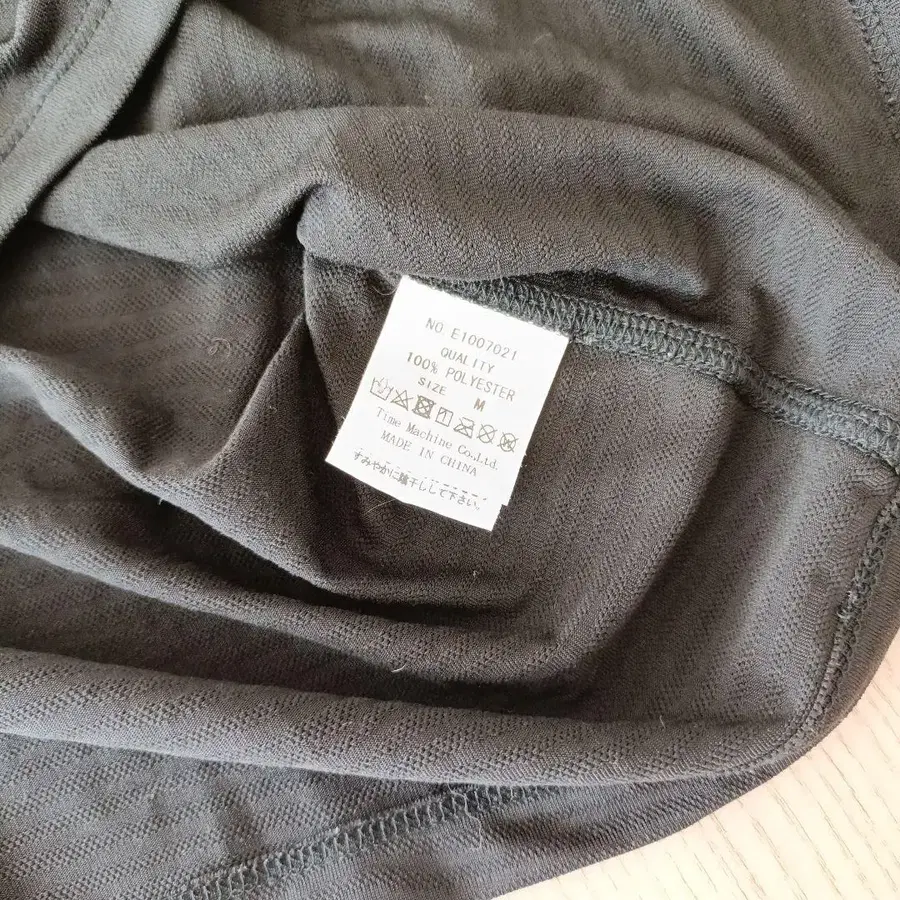 NO E1007021
QUALITY
100% POLYESTER
SIZE M
Time Machine Co.,Ltd.
MADE IN CHINA
すみやかに陰干しして下さい。